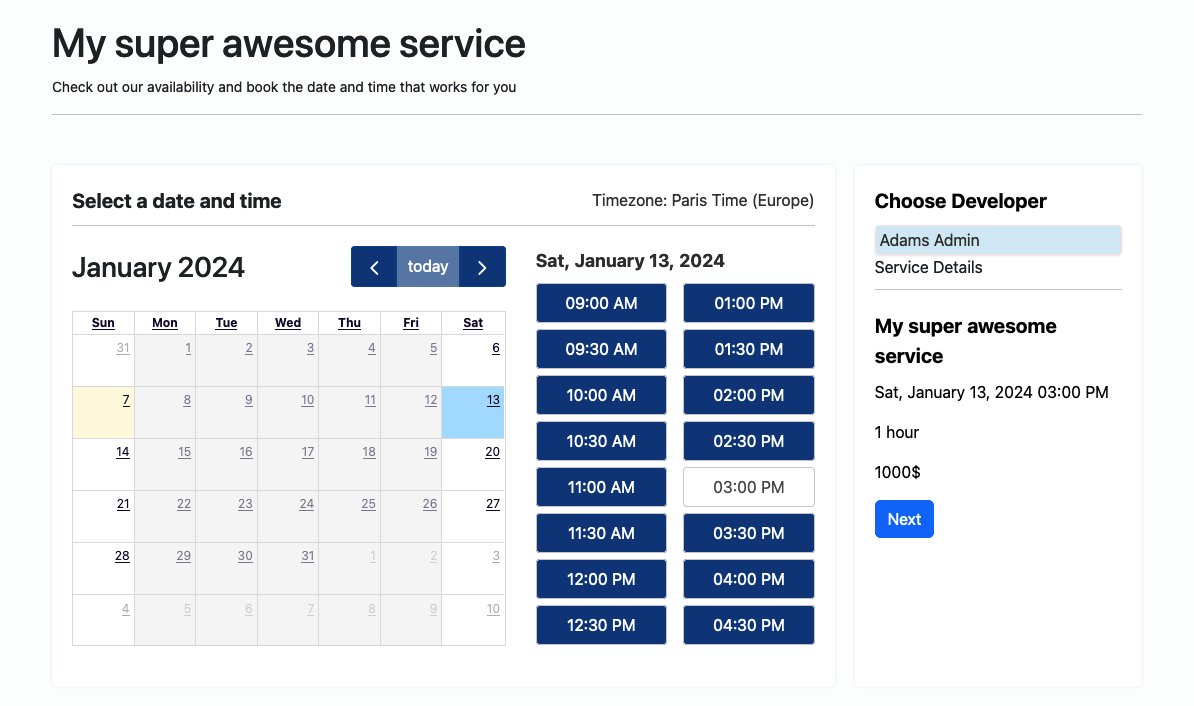 My super awesome service
Check out our availability and book the date and time that works for you
Select a date and time
Timezone: Paris Time (Europe)
January 2024
today
Sun Mon Tue Wed Thu Fri Sat
31 1 2 3 4 5 6
7 8 9 10 11 12 13
14 15 16 17 18 19 20
21 22 23 24 25 26 27
28 29 30 31 1 2 3
4 5 6 7 8 9 10
Sat, January 13, 2024
09:00 AM 01:00 PM
09:30 AM 01:30 PM
10:00 AM 02:00 PM
10:30 AM 02:30 PM
11:00 AM 03:00 PM
11:30 AM 03:30 PM
12:00 PM 04:00 PM
12:30 PM 04:30 PM
Choose Developer
Adams Admin
Service Details
My super awesome
service
Sat, January 13, 2024 03:00 PM
1 hour
1000$
Next